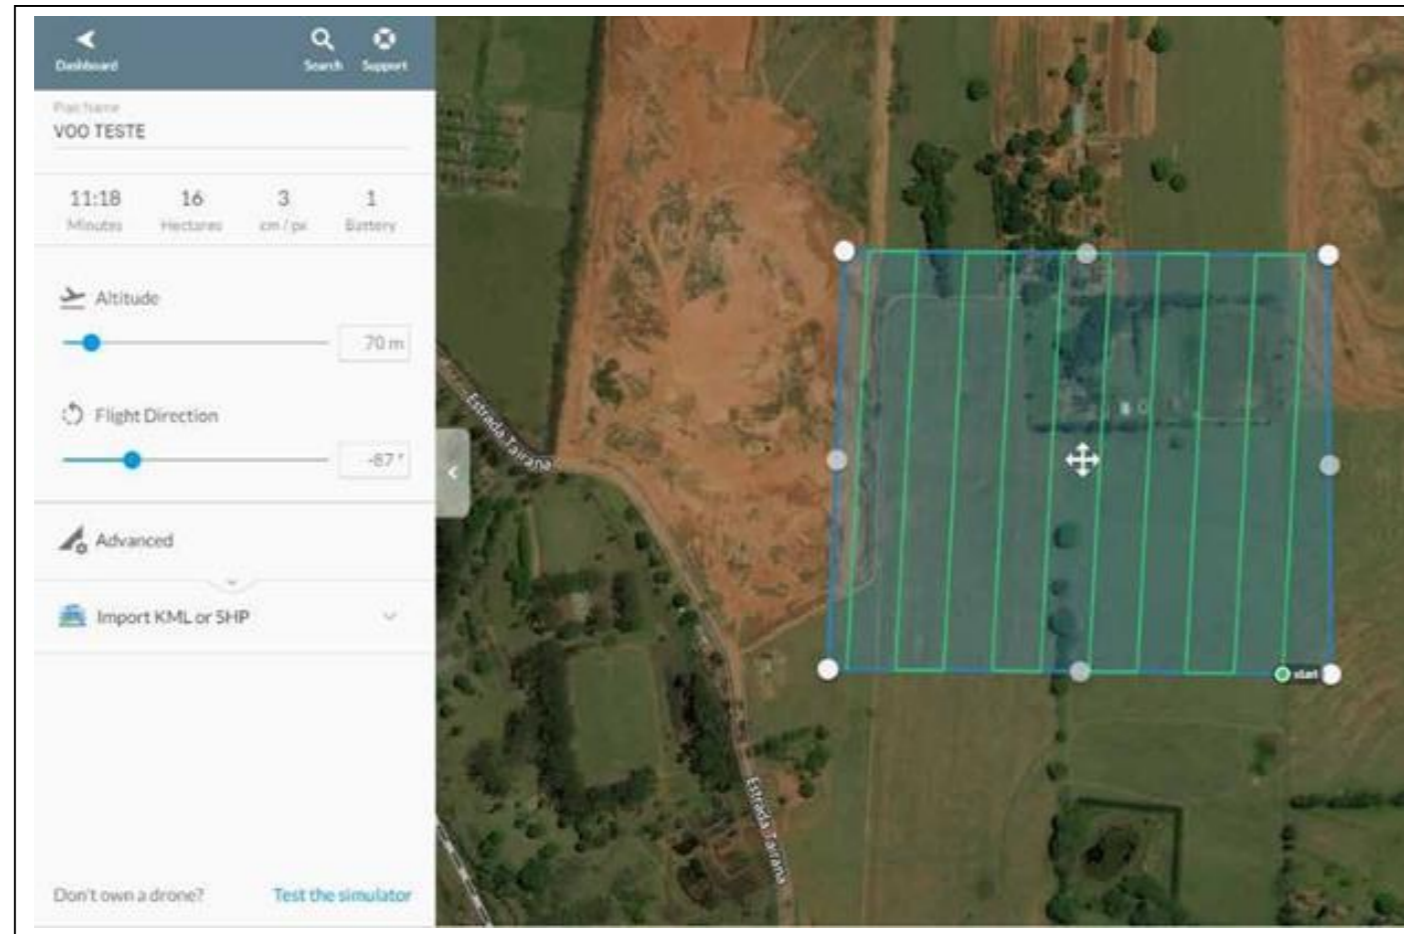 Dashboard
Search
Support
Plan Name
VOO TESTE
11:18
Minutes
16
Hectares
3
cm / px
1
Battery
Altitude
70 m
Flight Direction
-87 °
Advanced
Import KML or SHP
Don't own a drone?
Test the simulator
Estrada Tairana
Estrada Tairana
start